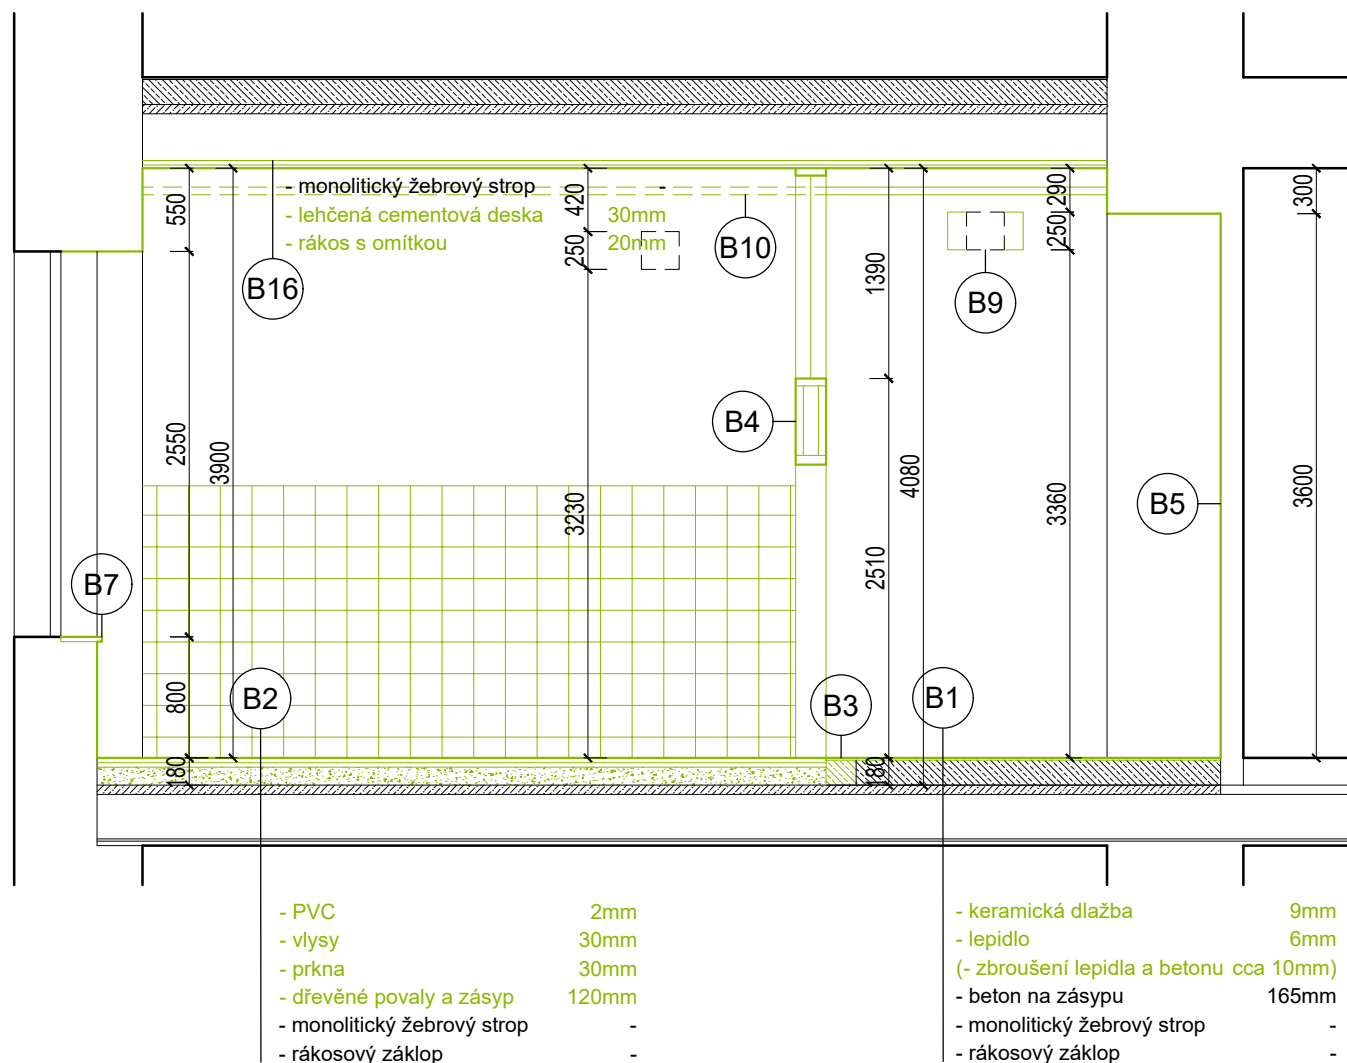 - monolitický žebrový strop -
- lehčená cementová deska 30mm
- rákos s omítkou 20mm
550
420
250
290
250
300
B16
B10
B9
1390
B4
2550
3900
3230
4080
3360
3600
B5
2510
B7
800
B2
B3
B1
180
180
- PVC 2mm
- vlysy 30mm
- prkna 30mm
- dřevěné povaly a zásyp 120mm
- monolitický žebrový strop -
- rákosový záklop -
- keramická dlažba 9mm
- lepidlo 6mm
(- zbroušení lepidla a betonu cca 10mm)
- beton na zásypu 165mm
- monolitický žebrový strop -
- rákosový záklop -